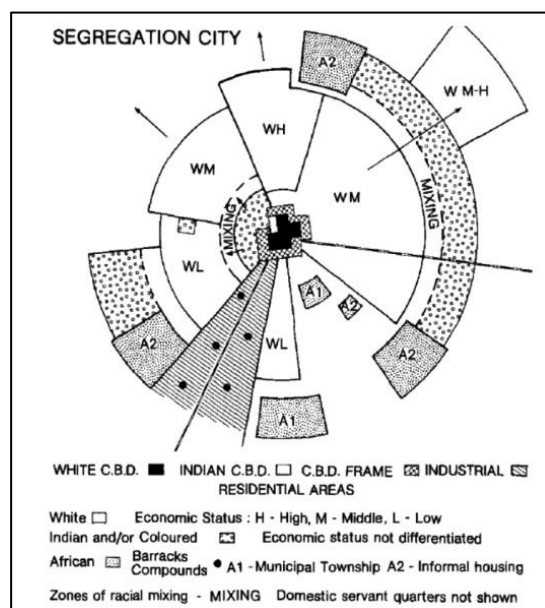 SEGREGATION CITY
A2
W M-H
WH
WM
MIXING
WM
MIXING
WL
A1
A2
A2
WL
A2
A1
WHITE C.B.D. INDIAN C.B.D. C.B.D. FRAME INDUSTRIAL
RESIDENTIAL AREAS
White Economic Status : H - High, M - Middle, L - Low
Indian and/or Coloured Economic status not differentiated
African Barracks
Compounds A1 - Municipal Township A2 - Informal housing
Zones of racial mixing - MIXING Domestic servant quarters not shown